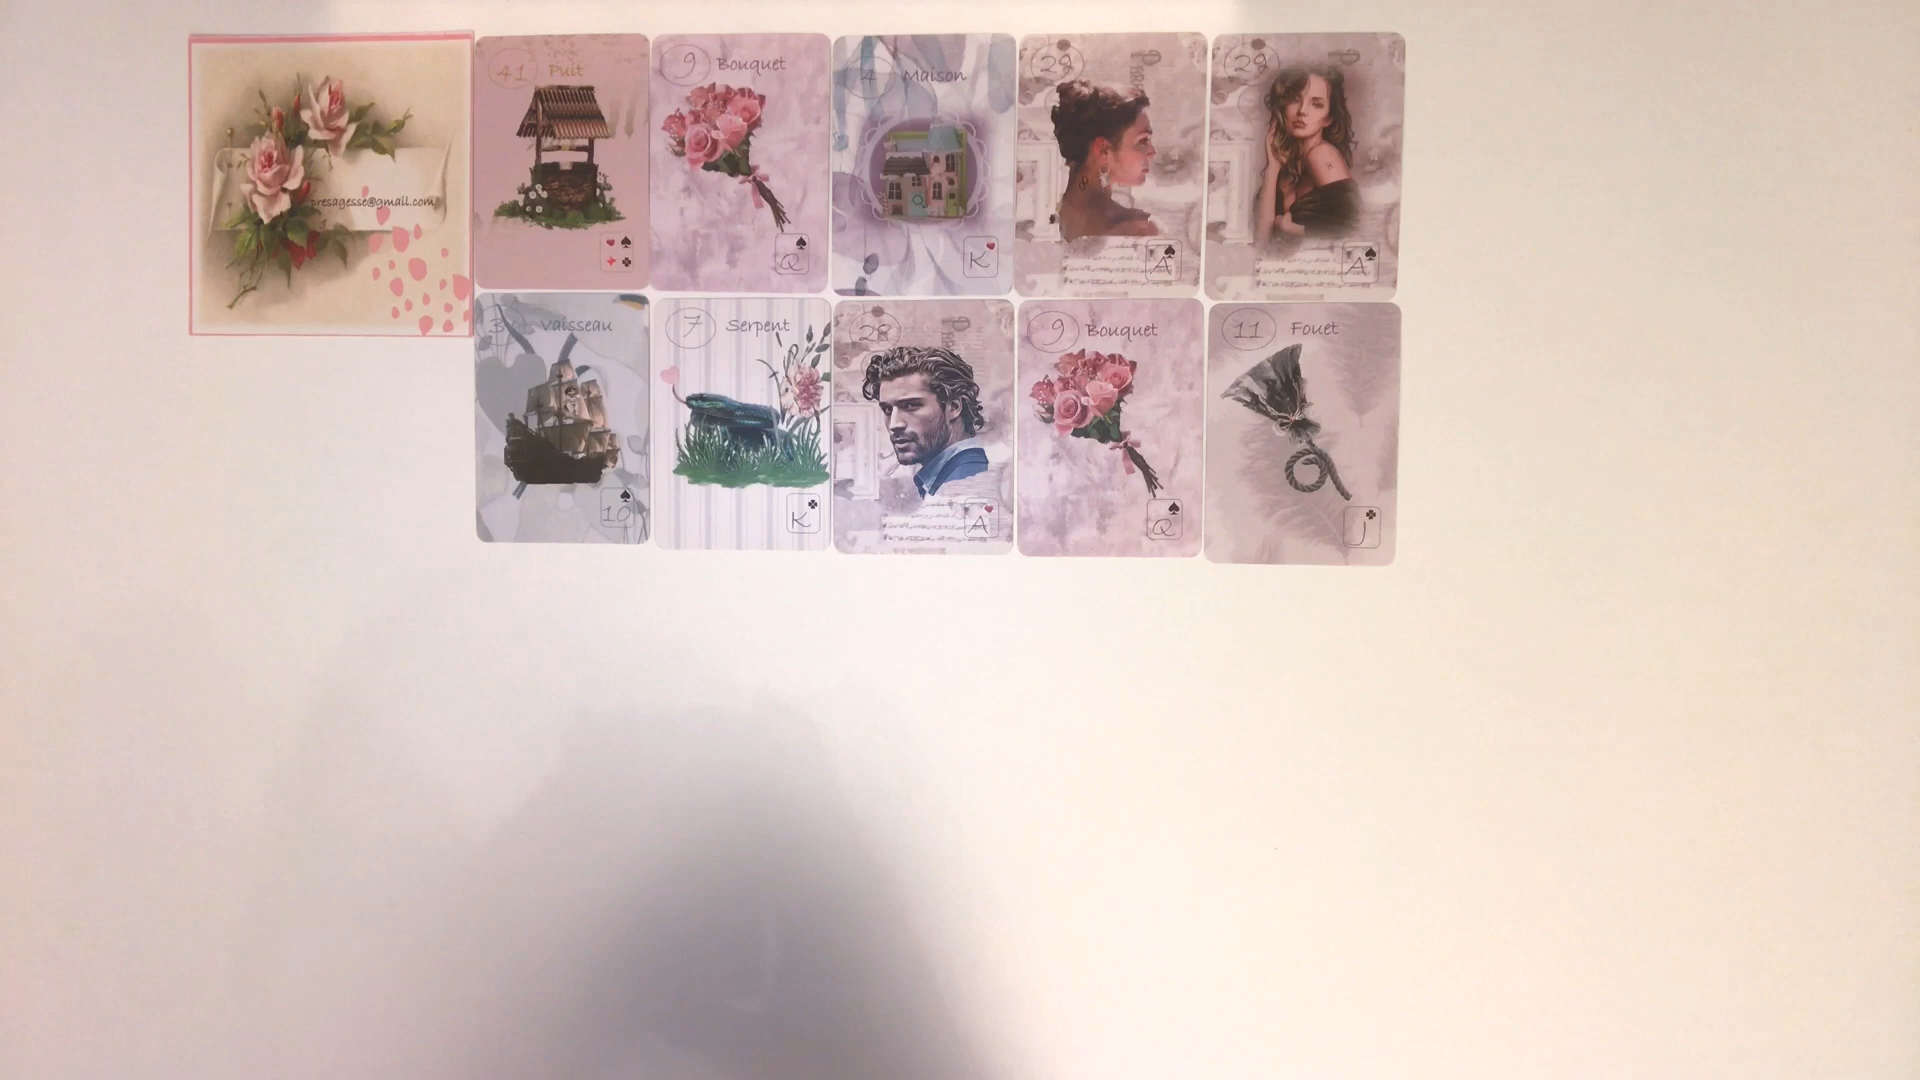 presagesse@gmail.com
41 Puit
9 Bouquet
Q
4 Maison
K
29
A
29
A
3 Vaisseau
10
7 Serpent
K
28
A
9 Bouquet
Q
11 Fouet
J